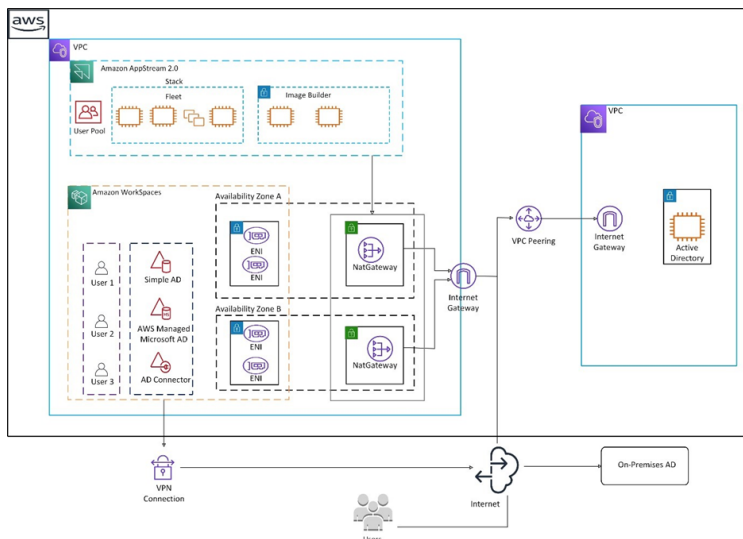 aws
VPC
Amazon AppStream 2.0
Stack
Fleet
Image Builder
User Pool
VPC
Amazon WorkSpaces
Availability Zone A
ENI
ENI
NatGateway
User 1
Simple AD
VPC Peering
Internet
Gateway
Active
Directory
Internet
Gateway
Availability Zone B
User 2
AWS Managed
Microsoft AD
ENI
ENI
NatGateway
User 3
AD Connector
VPN
Connection
Internet
On-Premises AD
Users